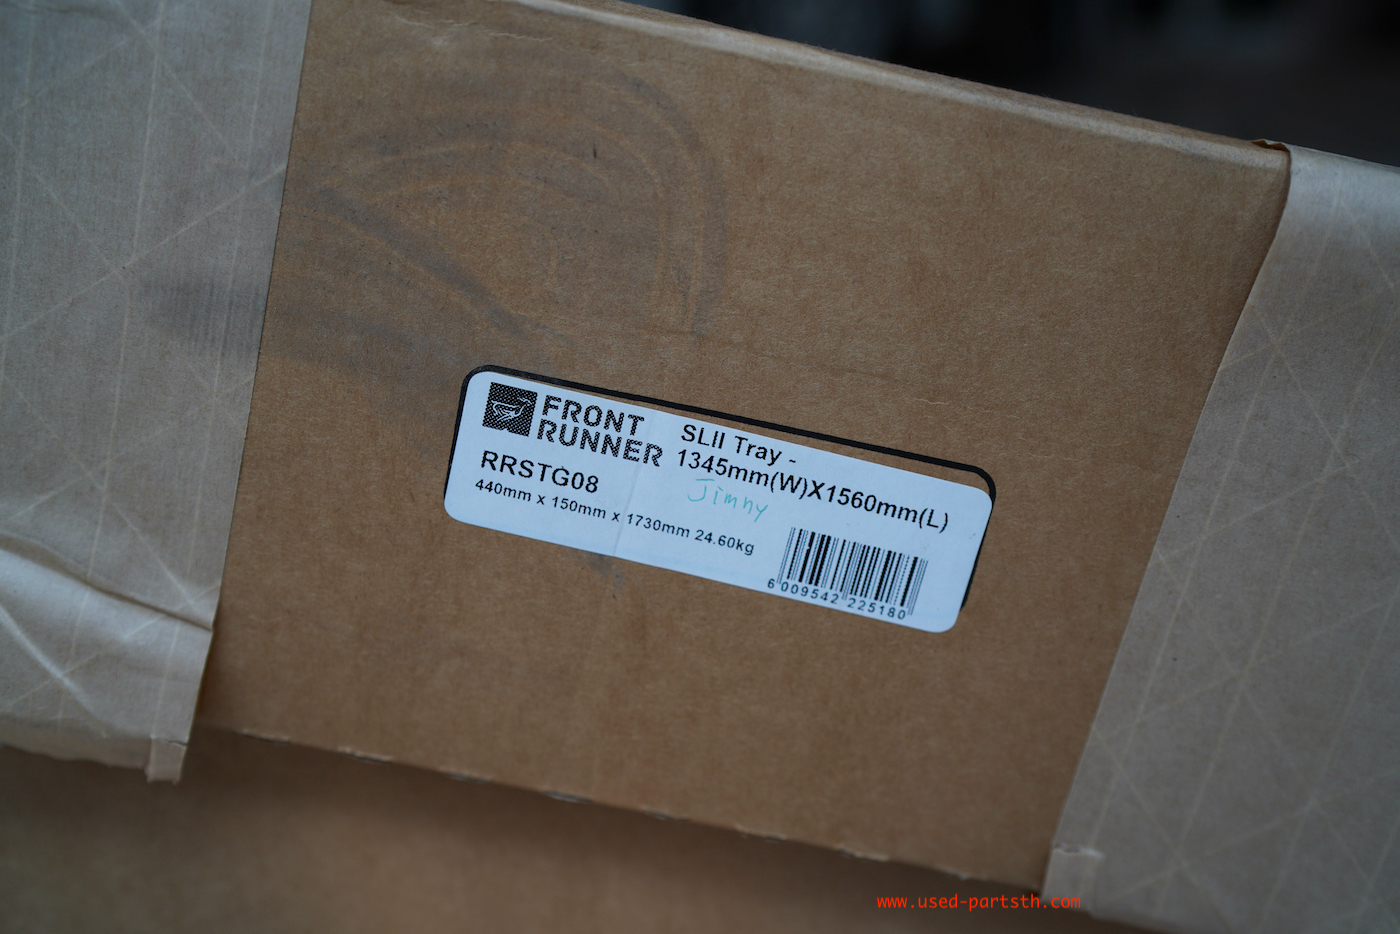 FRONT
RUNNER
SLII Tray -
1345mm(W)X1560mm(L)
Jimny
RRSTG08
440mm x 150mm x 1730mm 24.60kg
6 009542 225180
www.used-partsth.com